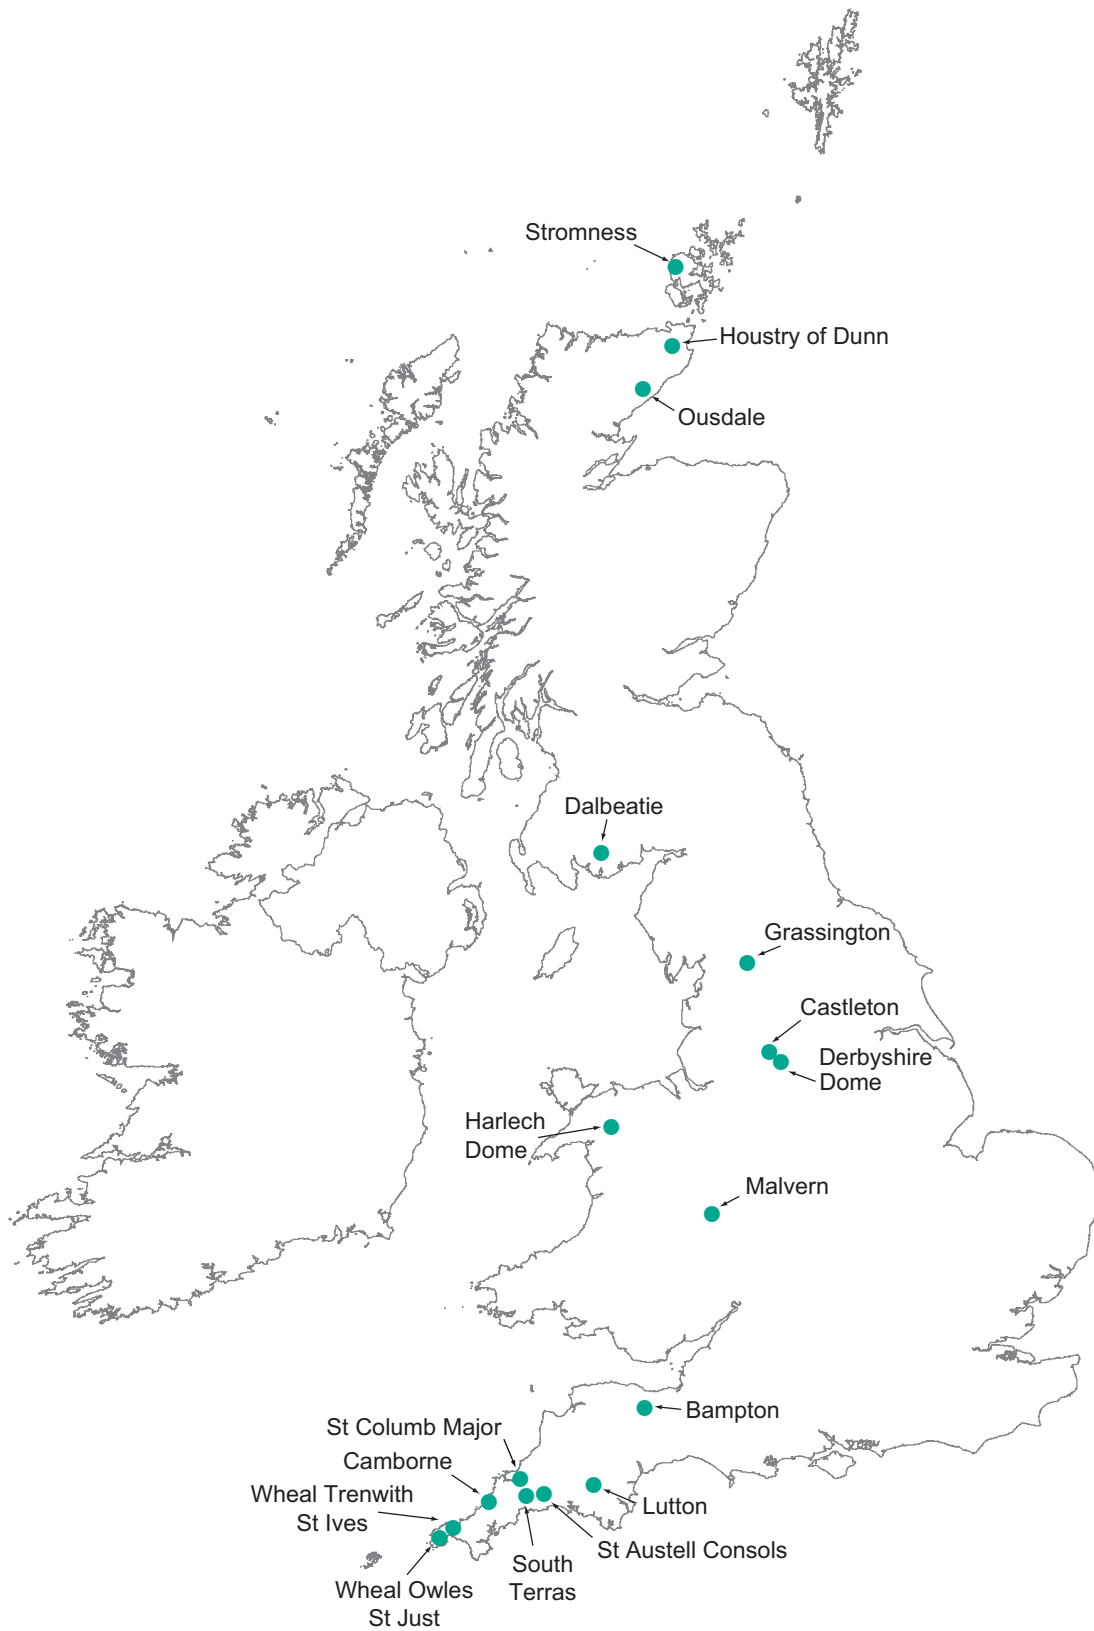 Stromness
Houstry of Dunn
Ousdale
Dalbeatie
Grassington
Castleton
Derbyshire
Dome
Harlech
Dome
Malvern
Bampton
St Columb Major
Camborne
Wheal Trenwith
St Ives
Lutton
St Austell Consols
South
Terras
Wheal Owles
St Just